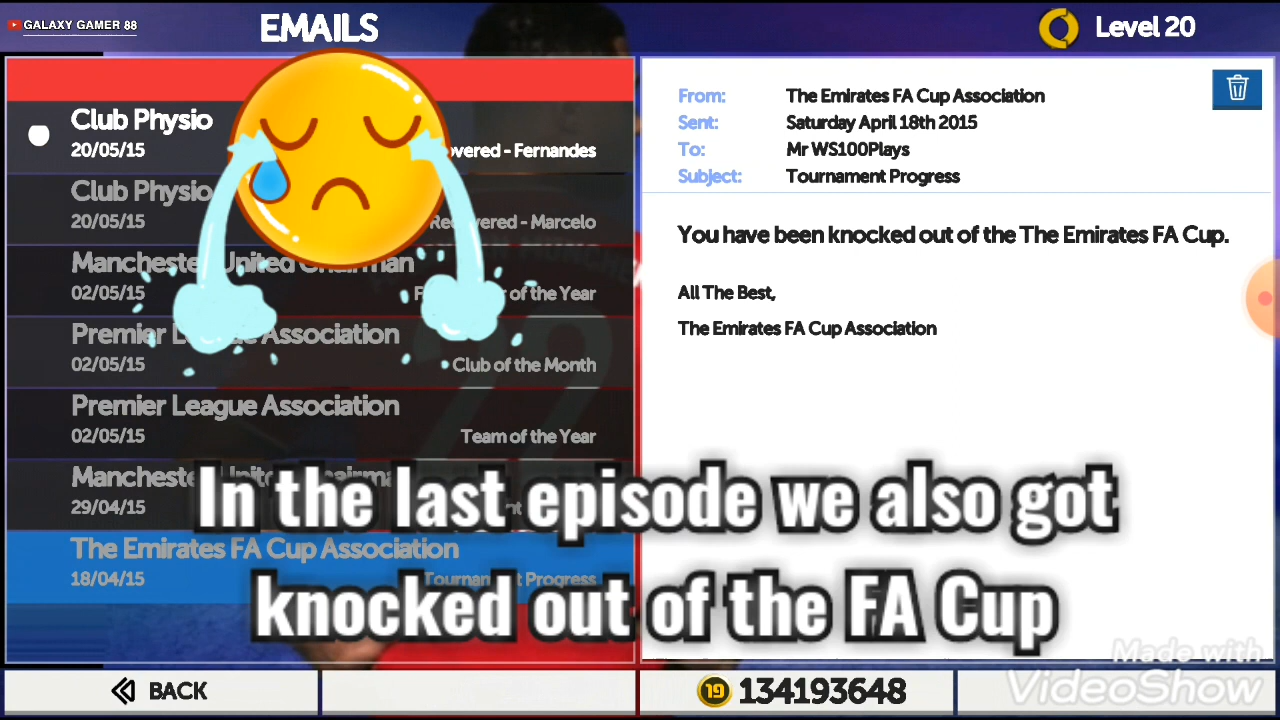 GALAXY GAMER 88
EMAILS
Level 20
Club Physio
20/05/15
overed - Fernandes
Club Physio
20/05/15
Recovered - Marcelo
Manchester United Chairman
02/05/15
of the Year
Premier League Association
02/05/15
Club of the Month
Premier League Association
02/05/15
Team of the Year
Manchester United Chairman
29/04/15
The Emirates FA Cup Association
18/04/15
Tournament Progress
From: The Emirates FA Cup Association
Sent: Saturday April 18th 2015
To: Mr WS100Plays
Subject: Tournament Progress
You have been knocked out of the The Emirates FA Cup.
All The Best,
The Emirates FA Cup Association
In the last episode we also got
knocked out of the FA Cup
BACK
19 134193648
Made with
VideoShow